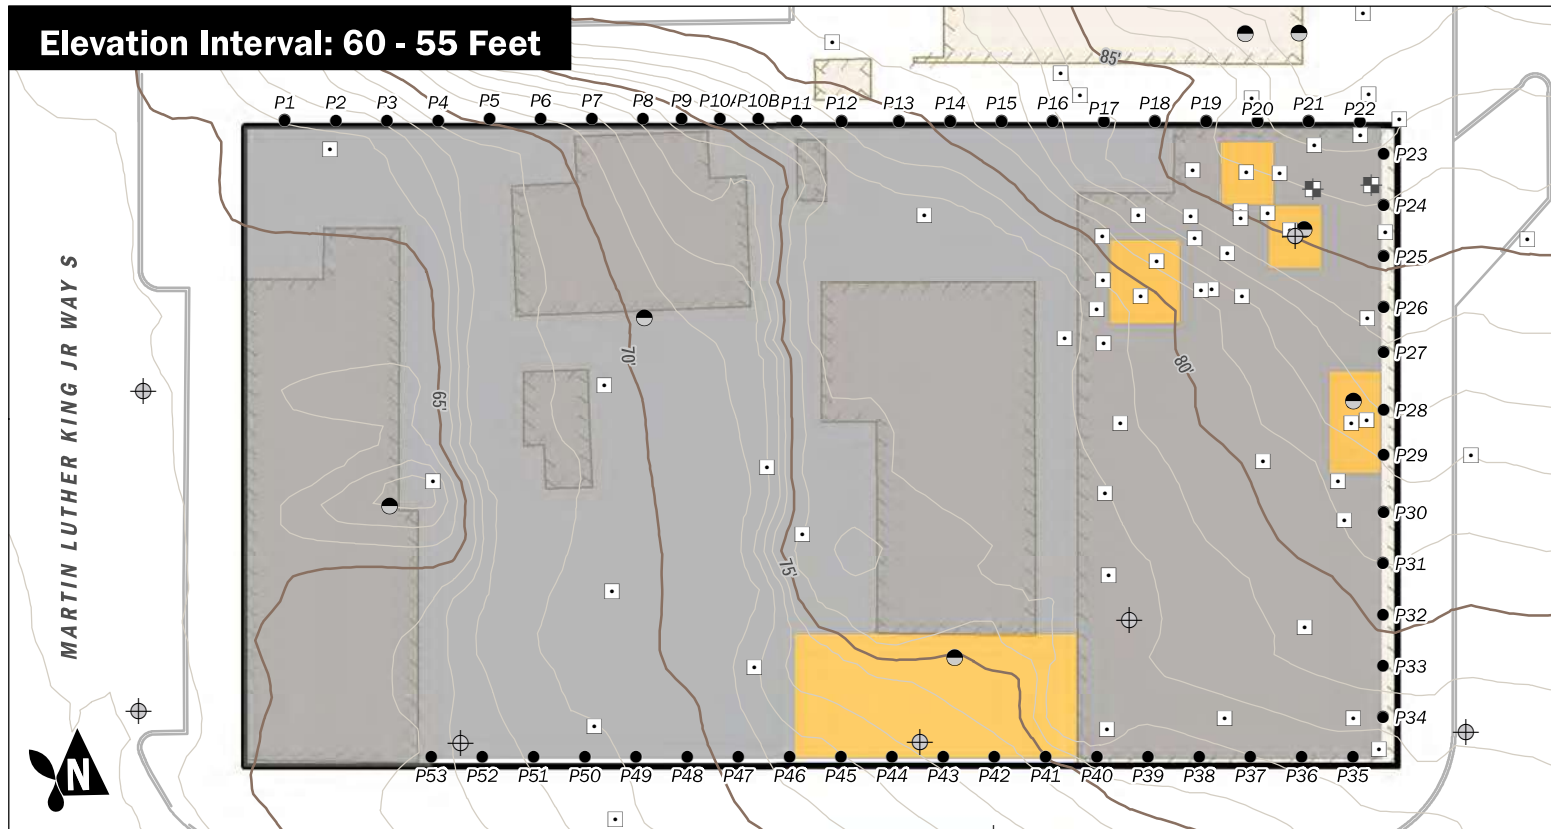 Elevation Interval: 60 - 55 Feet
85'
P1 P2 P3 P4 P5 P6 P7 P8 P9 P10A P10B P11 P12 P13 P14 P15 P16 P17 P18 P19 P20 P21 P22
P23
P24
P25
P26
P27
P28
P29
P30
P31
P32
P33
P34
70'
80'
65'
75'
MARTIN LUTHER KING JR WAY S
N
P53 P52 P51 P50 P49 P48 P47 P46 P45 P44 P43 P42 P41 P40 P39 P38 P37 P36 P35